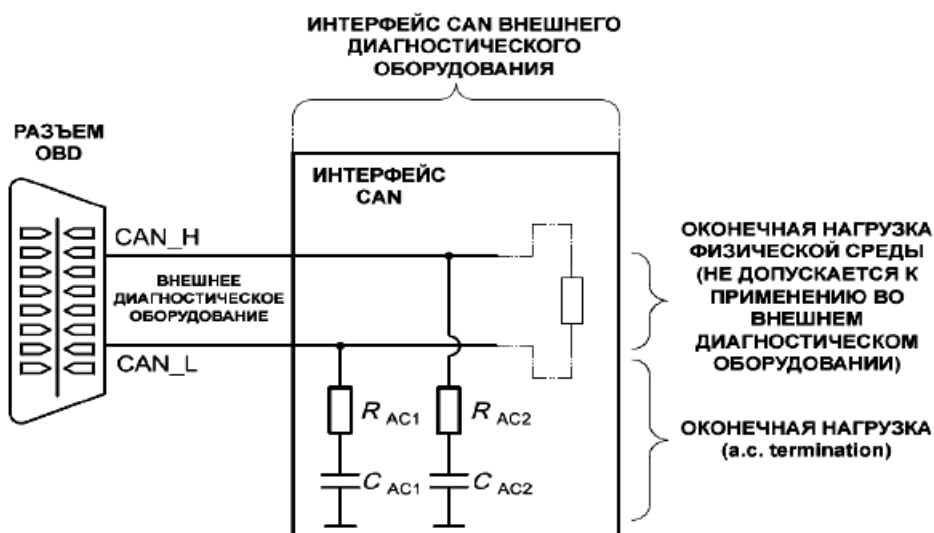 ИНТЕРФЕЙС CAN ВНЕШНЕГО
ДИАГНОСТИЧЕСКОГО
ОБОРУДОВАНИЯ
РАЗЪЕМ
OBD
ИНТЕРФЕЙС
CAN
CAN_H
ВНЕШНЕЕ
ДИАГНОСТИЧЕСКОЕ
ОБОРУДОВАНИЕ
CAN_L
R AC1
R AC2
C AC1
C AC2
ОКОНЕЧНАЯ НАГРУЗКА
ФИЗИЧЕСКОЙ СРЕДЫ
(НЕ ДОПУСКАЕТСЯ К
ПРИМЕНЕНИЮ ВО
ВНЕШНЕМ
ДИАГНОСТИЧЕСКОМ
ОБОРУДОВАНИИ)
ОКОНЕЧНАЯ НАГРУЗКА
(a.c. termination)